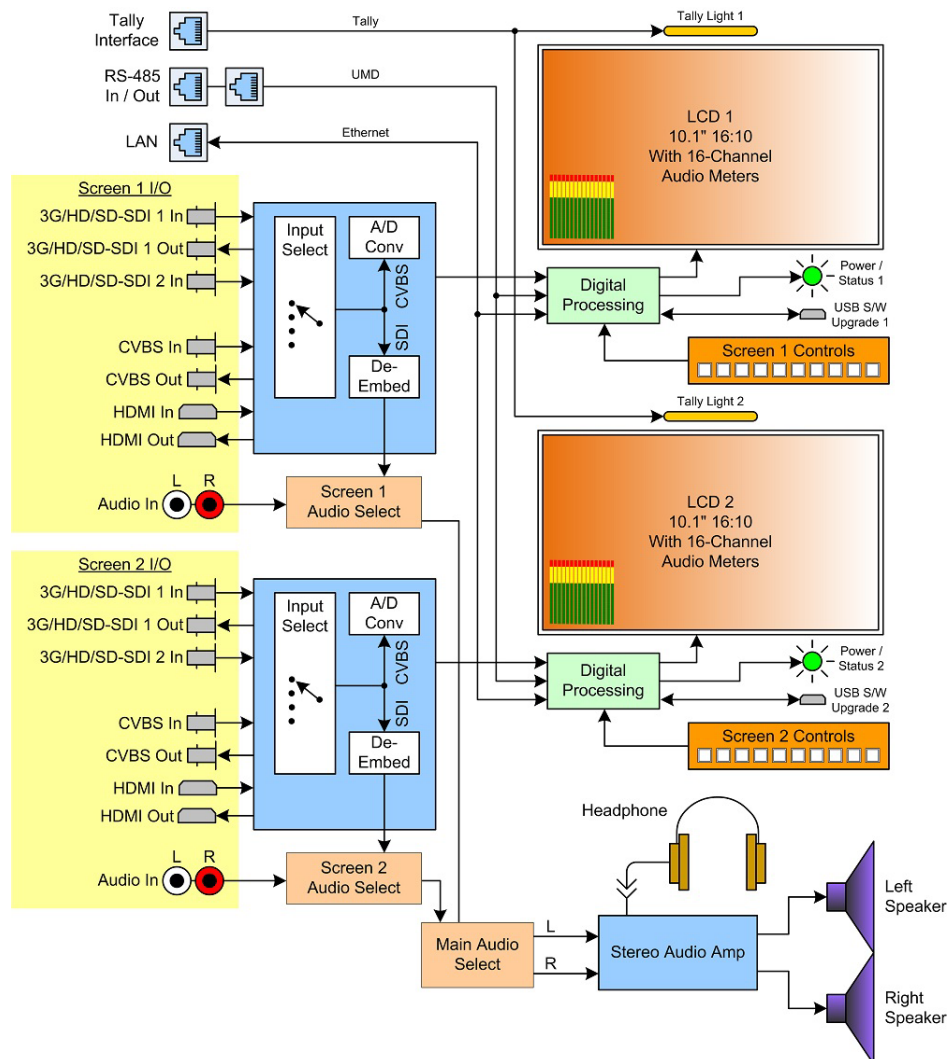 Tally
Interface
Tally
Tally Light 1
RS-485
In / Out
UMD
LAN
Ethernet
LCD 1
10.1" 16:10
With 16-Channel
Audio Meters
Screen 1 I/O
3G/HD/SD-SDI 1 In
3G/HD/SD-SDI 1 Out
3G/HD/SD-SDI 2 In
CVBS In
CVBS Out
HDMI In
HDMI Out
L R
Audio In
Input
Select
A/D
Conv
CVBS
SDI
De-
Embed
Screen 1
Audio Select
Digital
Processing
Power /
Status 1
USB S/W
Upgrade 1
Screen 1 Controls
Tally Light 2
LCD 2
10.1" 16:10
With 16-Channel
Audio Meters
Screen 2 I/O
3G/HD/SD-SDI 1 In
3G/HD/SD-SDI 1 Out
3G/HD/SD-SDI 2 In
CVBS In
CVBS Out
HDMI In
HDMI Out
L R
Audio In
Input
Select
A/D
Conv
CVBS
SDI
De-
Embed
Screen 2
Audio Select
Digital
Processing
Power /
Status 2
USB S/W
Upgrade 2
Screen 2 Controls
Headphone
Main Audio
Select
L
R
Stereo Audio Amp
Left
Speaker
Right
Speaker